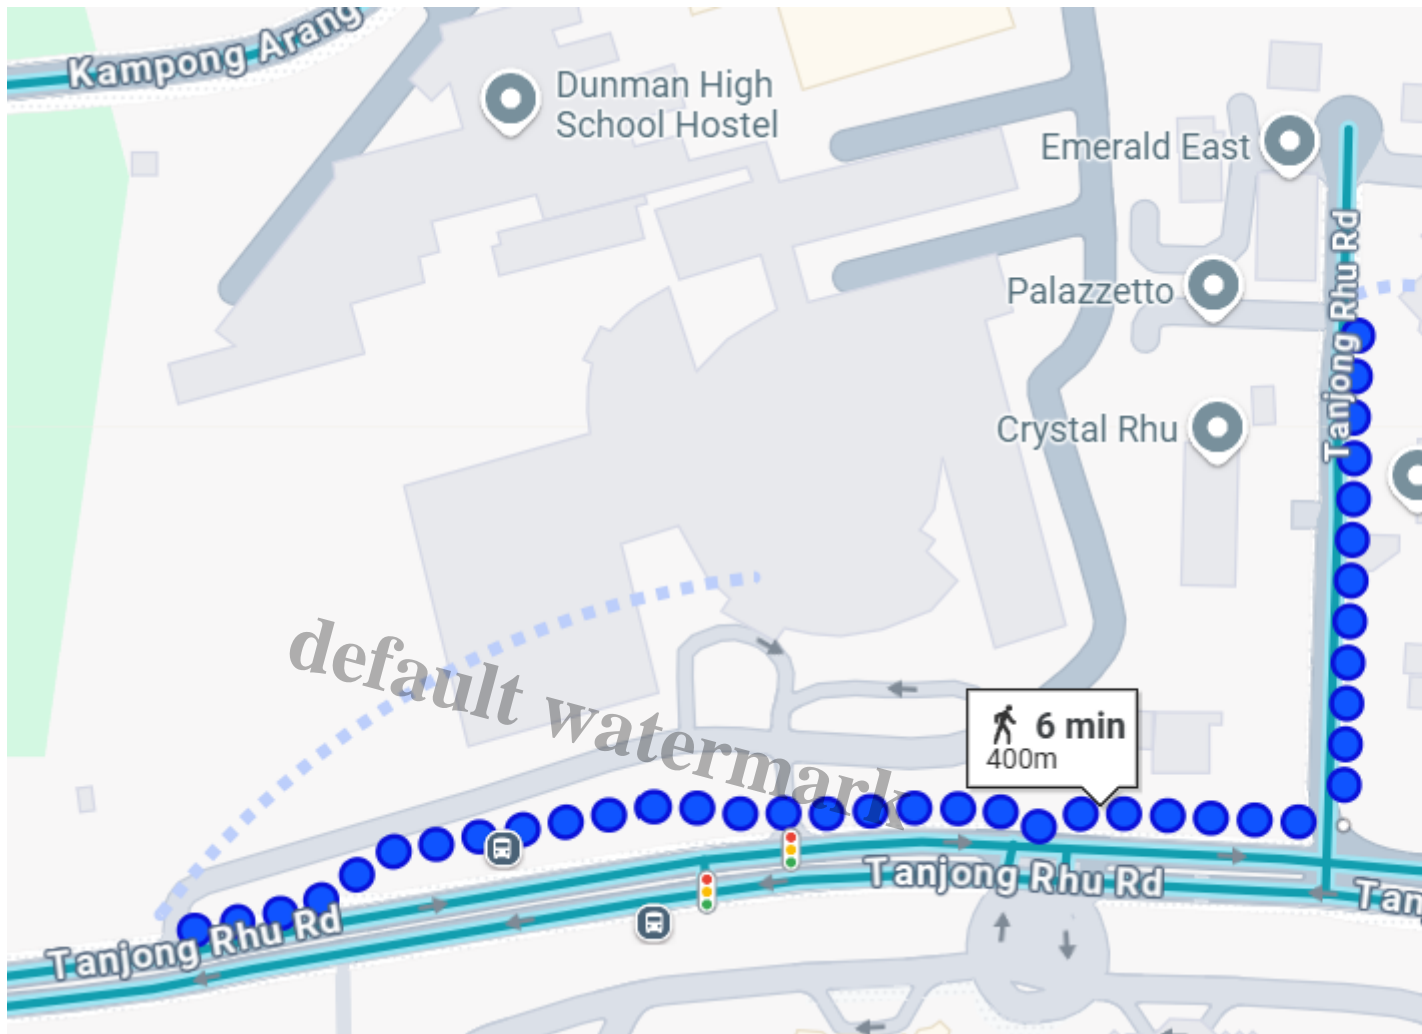 Kampong Arang
Dunman High
School Hostel
Emerald East
Tanjong Rhu Rd
Palazzetto
Crystal Rhu
default watermark
6 min
400m
Tanjong Rhu Rd
Tanjong Rhu Rd
Tan